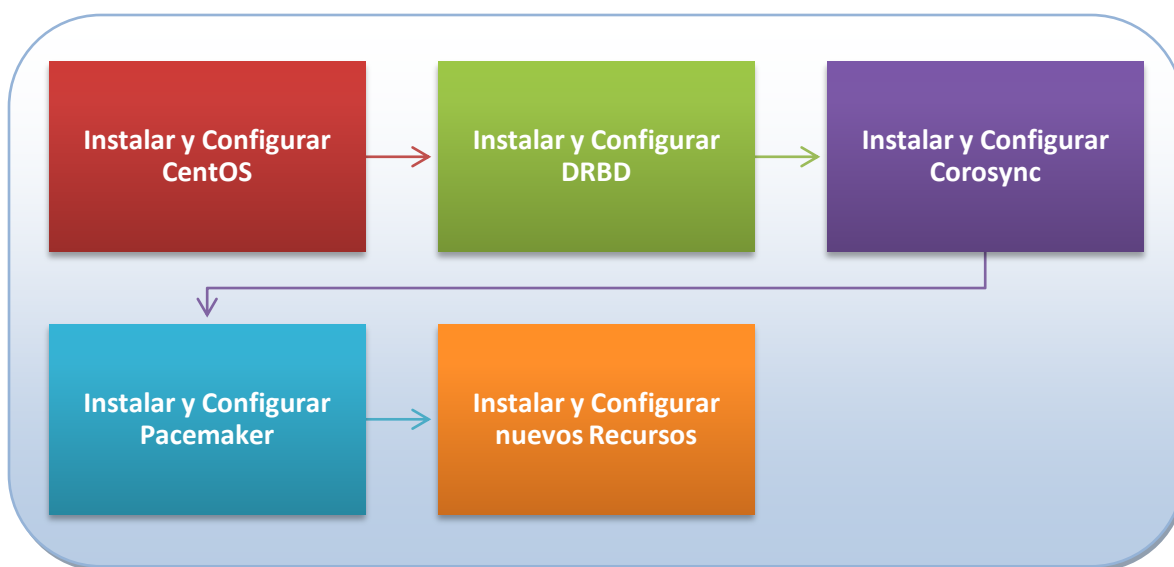 Instalar y Configurar
CentOS
Instalar y Configurar
DRBD
Instalar y Configurar
Corosync
Instalar y Configurar
Pacemaker
Instalar y Configurar
nuevos Recursos